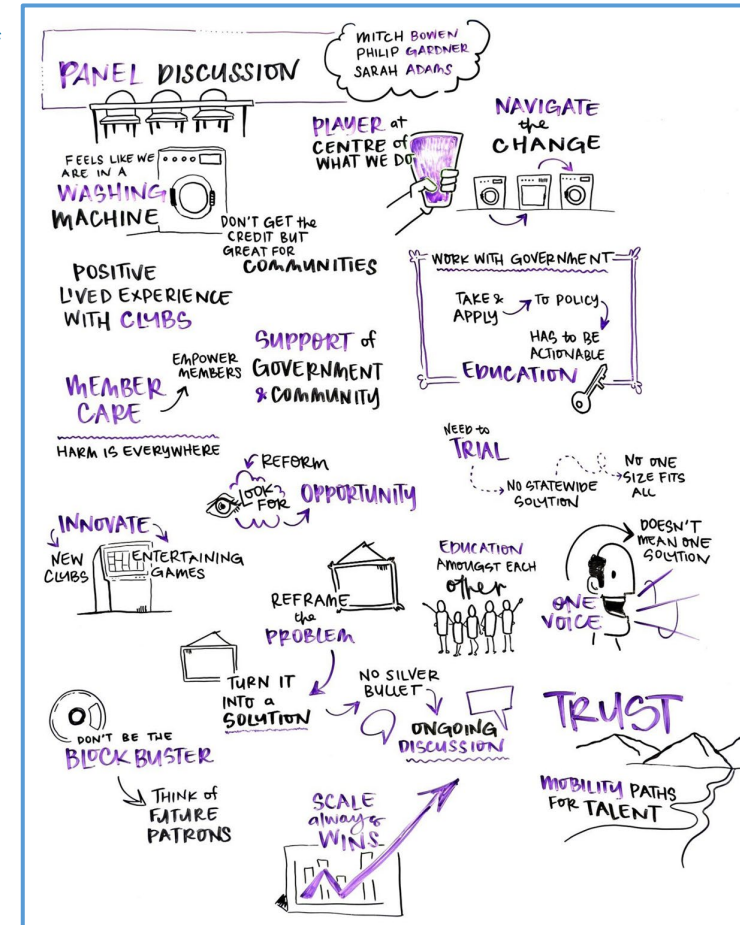 PANEL DISCUSSION
MITCH BOWEN
PHILIP GARDNER
SARAH ADAMS
FEELS LIKE WE
ARE IN A
WASHING
MACHINE
DON'T GET the
CREDIT BUT
GREAT FOR
COMMUNITIES
PLAYER at
CENTRE of
WHAT WE DO
NAVIGATE
the
CHANGE
POSITIVE
LIVED EXPERIENCE
WITH CLUBS
WORK WITH GOVERNMENT
TAKE &
APPLY
TO POLICY
HAS to BE
ACTIONABLE
EDUCATION
MEMBER
CARE
EMPOWER
MEMBERS
SUPPORT of
GOVERNMENT
& COMMUNITY
HARM IS EVERYWHERE
NEED to
TRIAL
NO STATEWIDE
SOLUTION
NO ONE
SIZE FITS
ALL
REFORM
LOOK
FOR
OPPORTUNITY
INNOVATE
NEW
CLUBS
ENTERTAINING
GAMES
EDUCATION
AMONGST EACH
other
DOESN'T
MEAN ONE
SOLUTION
ONE
VOICE
REFRAME
the
PROBLEM
TURN IT
INTO a
SOLUTION
NO SILVER
BULLET
ONGOING
DISCUSSION
DON'T BE THE
BLOCKBUSTER
THINK of
FUTURE
PATRONS
SCALE
always
WINS
TRUST
MOBILITY PATHS
FOR TALENT